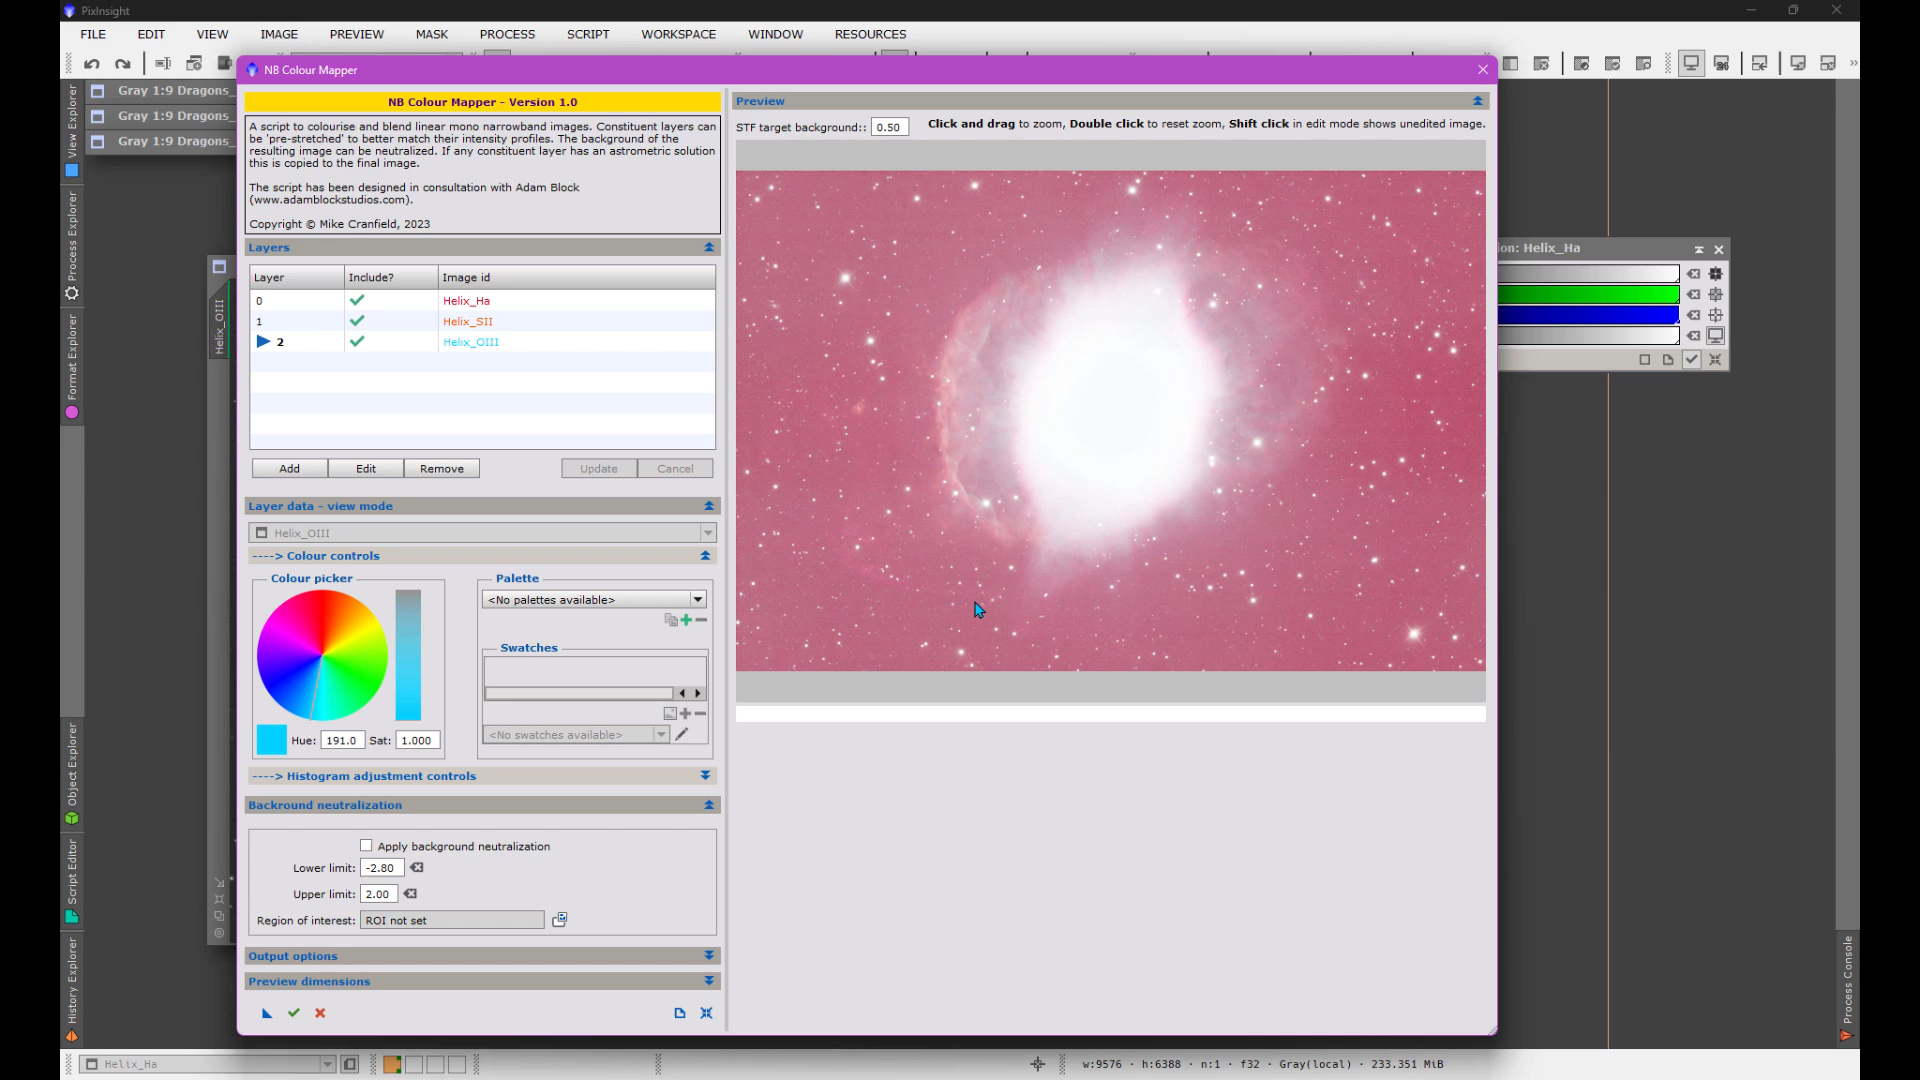 PixInsight
FILE EDIT VIEW IMAGE PREVIEW MASK PROCESS SCRIPT WORKSPACE WINDOW RESOURCES
View Explorer
Process Explorer
Format Explorer
Object Explorer
Script Editor
History Explorer
Gray 1:9 Dragons_
Gray 1:9 Dragons_
Gray 1:9 Dragons_
Helix_OIII
NB Colour Mapper
NB Colour Mapper - Version 1.0
A script to colourise and blend linear mono narrowband images. Constituent layers can
be 'pre-stretched' to better match their intensity profiles. The background of the
resulting image can be neutralized. If any constituent layer has an astrometric solution
this is copied to the final image.
The script has been designed in consultation with Adam Block
(www.adamblockstudios.com).
Copyright © Mike Cranfield, 2023
Layers
Layer Include? Image id
0 Helix_Ha
1 Helix_SII
2 Helix_OIII
Add Edit Remove Update Cancel
Layer data - view mode
Helix_OIII
----> Colour controls
Colour picker
Hue: 191.0 Sat: 1.000
Palette
<No palettes available>
Swatches
<No swatches available>
----> Histogram adjustment controls
Backround neutralization
Apply background neutralization
Lower limit: -2.80
Upper limit: 2.00
Region of interest: ROI not set
Output options
Preview dimensions
Preview
STF target background:: 0.50 Click and drag to zoom, Double click to reset zoom, Shift click in edit mode shows unedited image.
ion: Helix_Ha
Process Console
Helix_Ha
w:9576 · h:6388 · n:1 · f32 · Gray(local) · 233.351 MiB